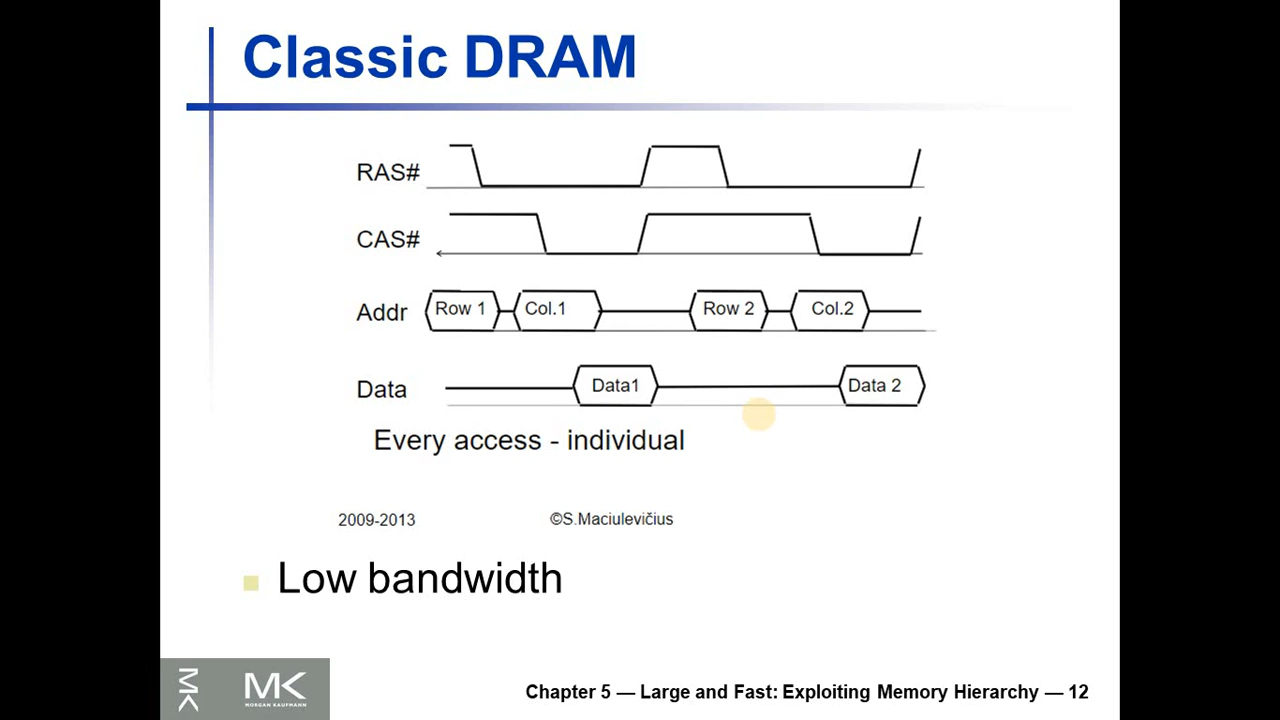 Classic DRAM
RAS#
CAS#
Addr Row 1 Col.1 Row 2 Col.2
Data Data1 Data 2
Every access - individual
2009-2013 ©S.Maciulevičius
Low bandwidth
MK MK
MORGAN KAUFMANN
Chapter 5 — Large and Fast: Exploiting Memory Hierarchy — 12